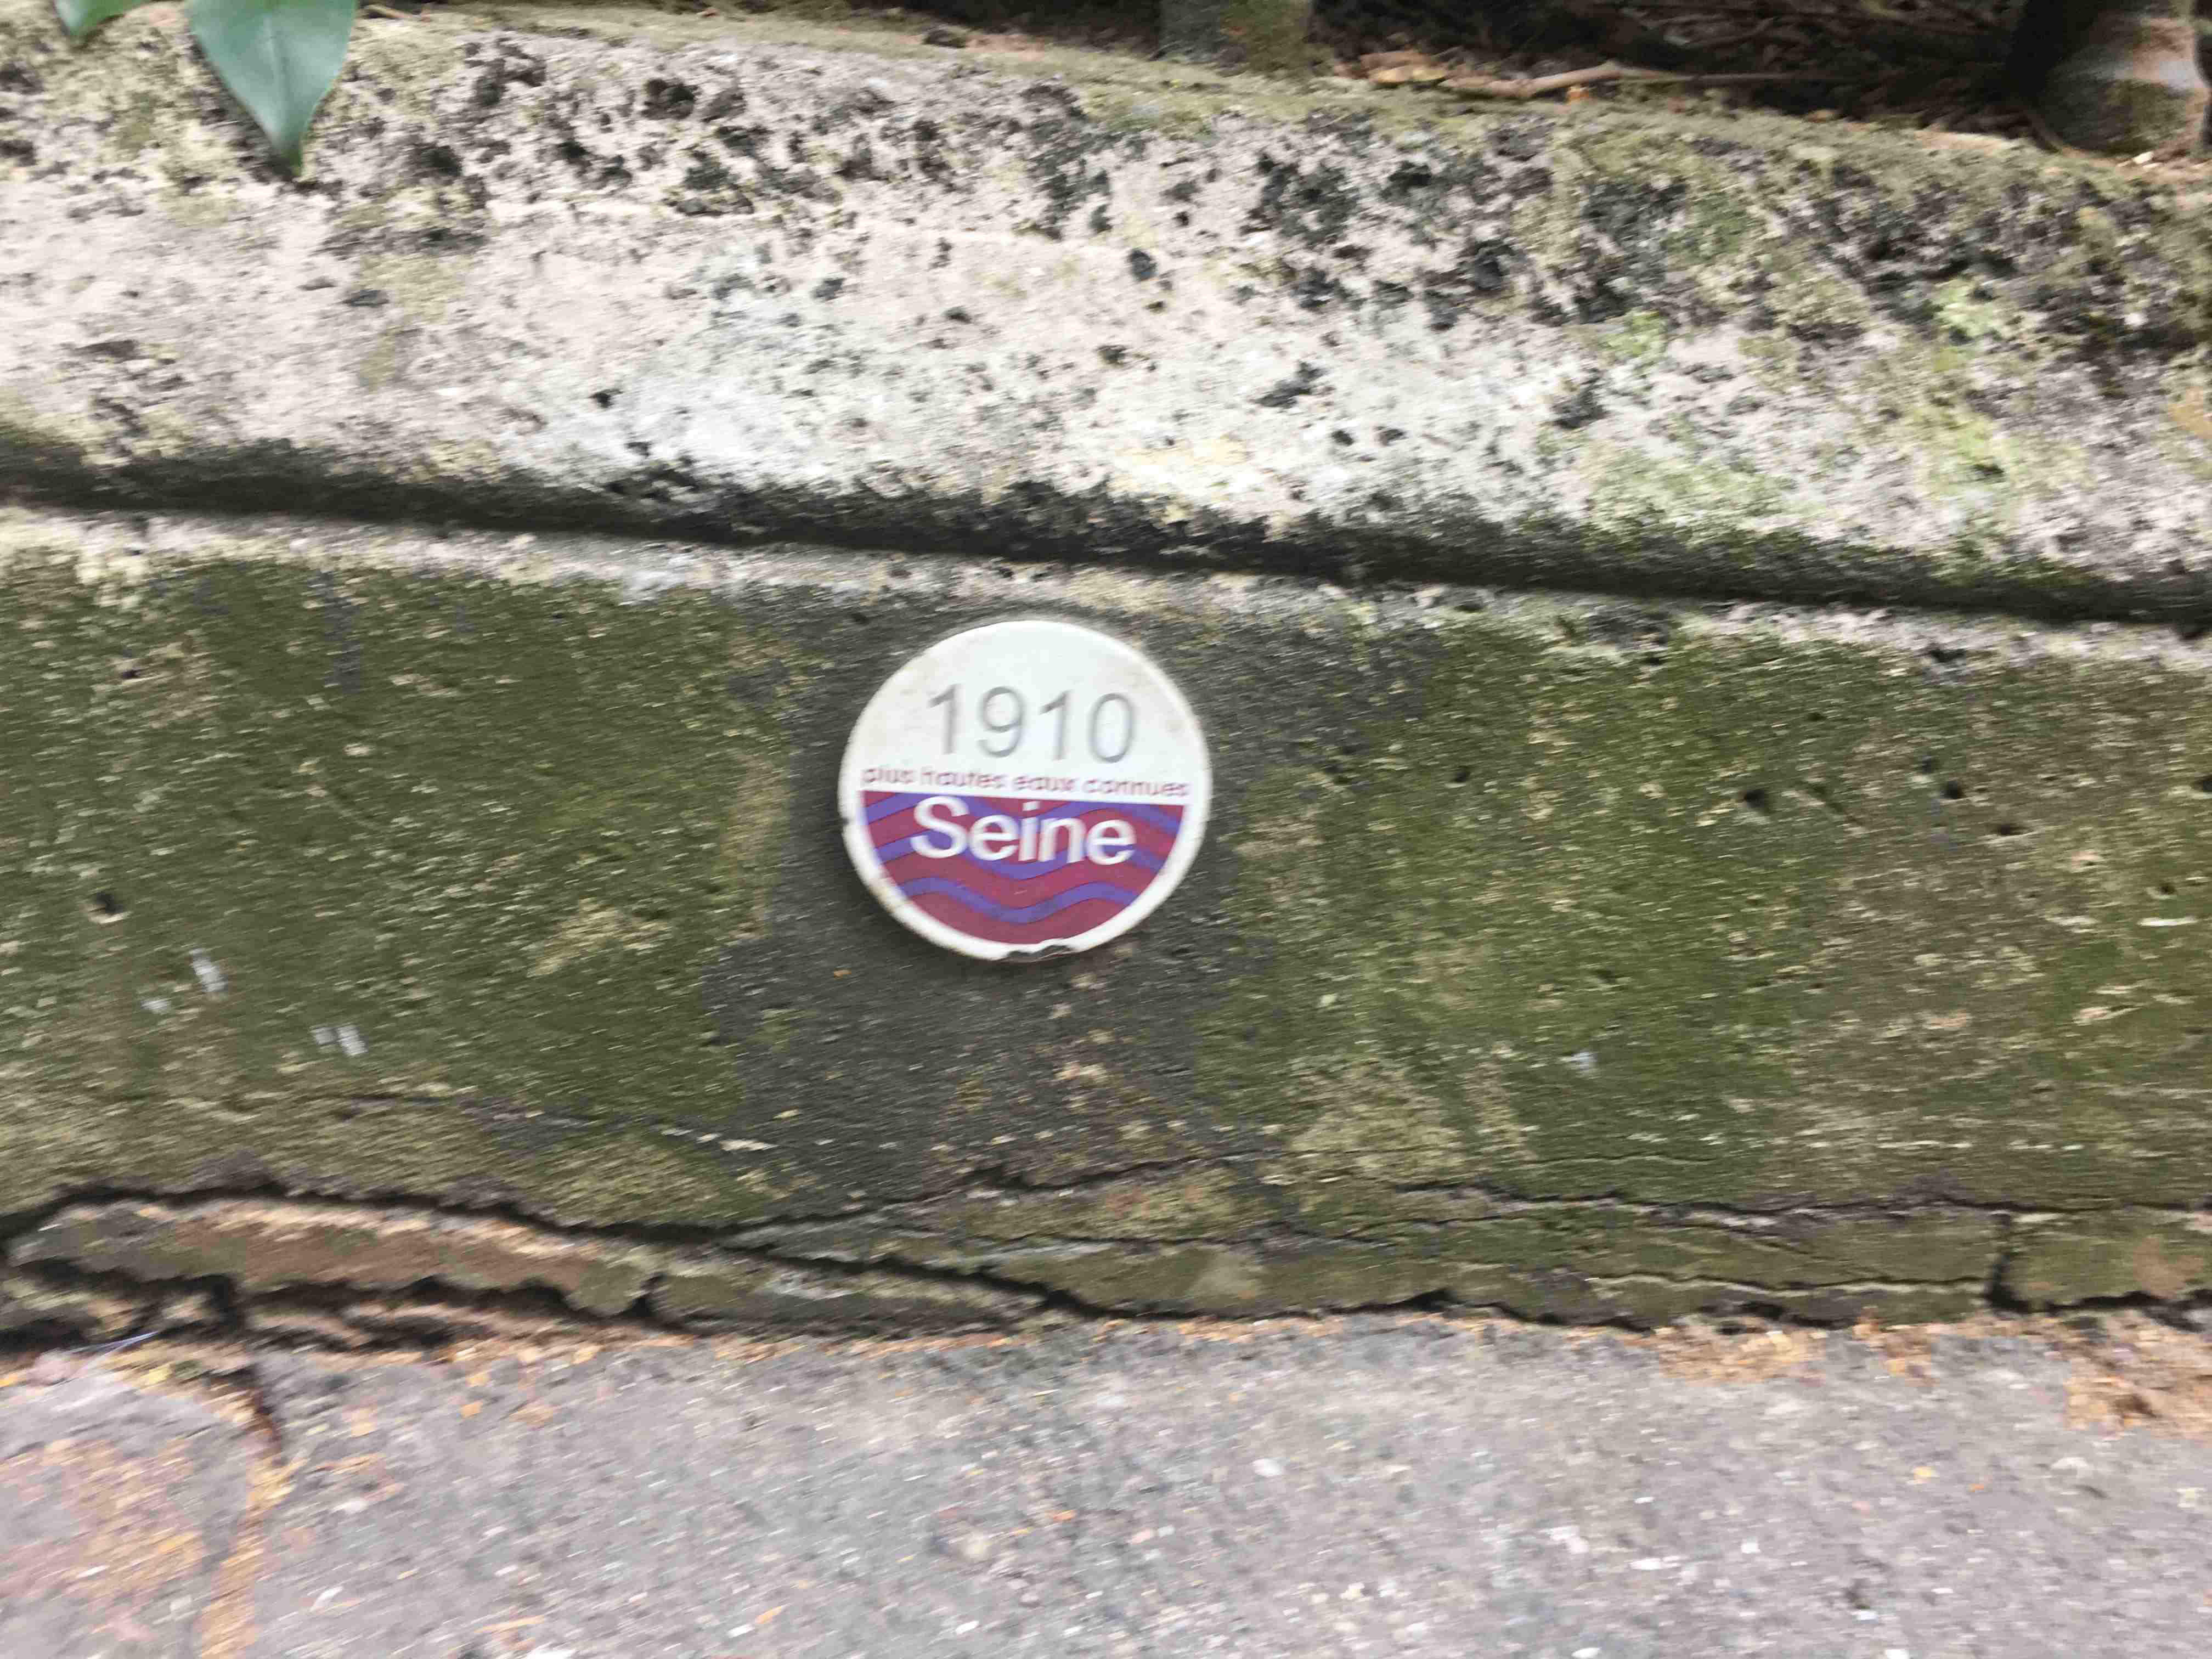 1910
plus hautes eaux connues
Seine